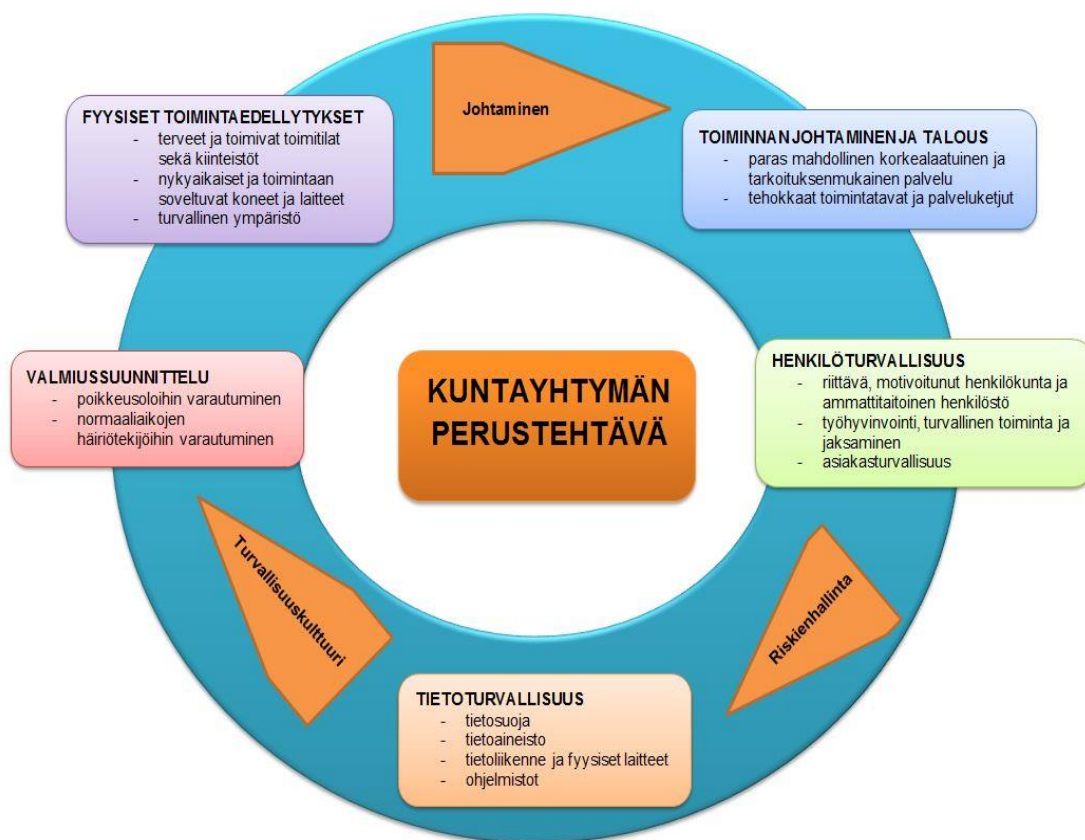 Johtaminen
FYYSISET TOIMINTAEDELLYTYKSET
- terveet ja toimivat toimitilat
sekä kiinteistöt
- nykyaikaiset ja toimintaan
soveltuvat koneet ja laitteet
- turvallinen ympäristö
TOIMINNAN JOHTAMINEN JA TALOUS
- paras mahdollinen korkealaatuinen ja
tarkoituksenmukainen palvelu
- tehokkaat toimintatavat ja palveluketjut
VALMIUSSUUNNITTELU
- poikkeusoloihin varautuminen
- normaaliaikojen
häiriötekijöihin varautuminen
KUNTAYHTYMÄN
PERUSTEHTÄVÄ
HENKILÖTURVALLISUUS
- riittävä, motivoitunut henkilökunta ja
ammattitaitoinen henkilöstö
- työhyvinvointi, turvallinen toiminta ja
jaksaminen
- asiakasturvallisuus
Turvallisuuskulttuuri
Riskienhallinta
TIETOTURVALLISUUS
- tietosuoja
- tietoaineisto
- tietoliikenne ja fyysiset laitteet
- ohjelmistot